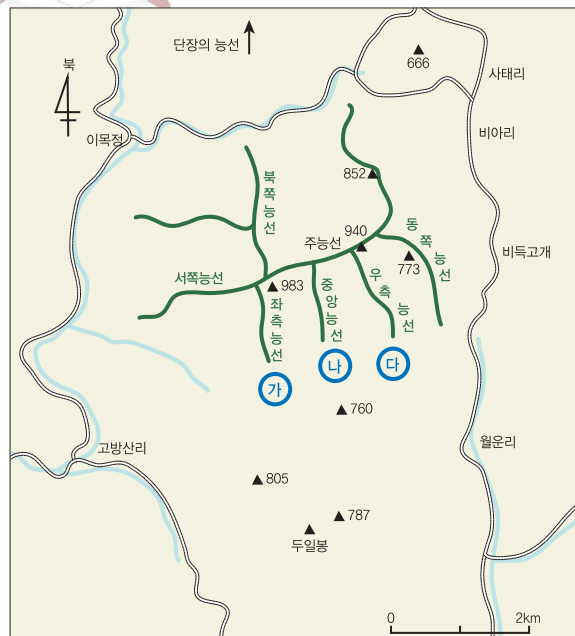 단장의 능선
666
북
사태리
이목정
비아리
852
북쪽능선
940
주능선
동쪽능선
비득고개
773
서쪽능선
983
좌측능선
중앙능선
우측능선
가
나
다
760
고방산리
월운리
805
787
두일봉
0
2km